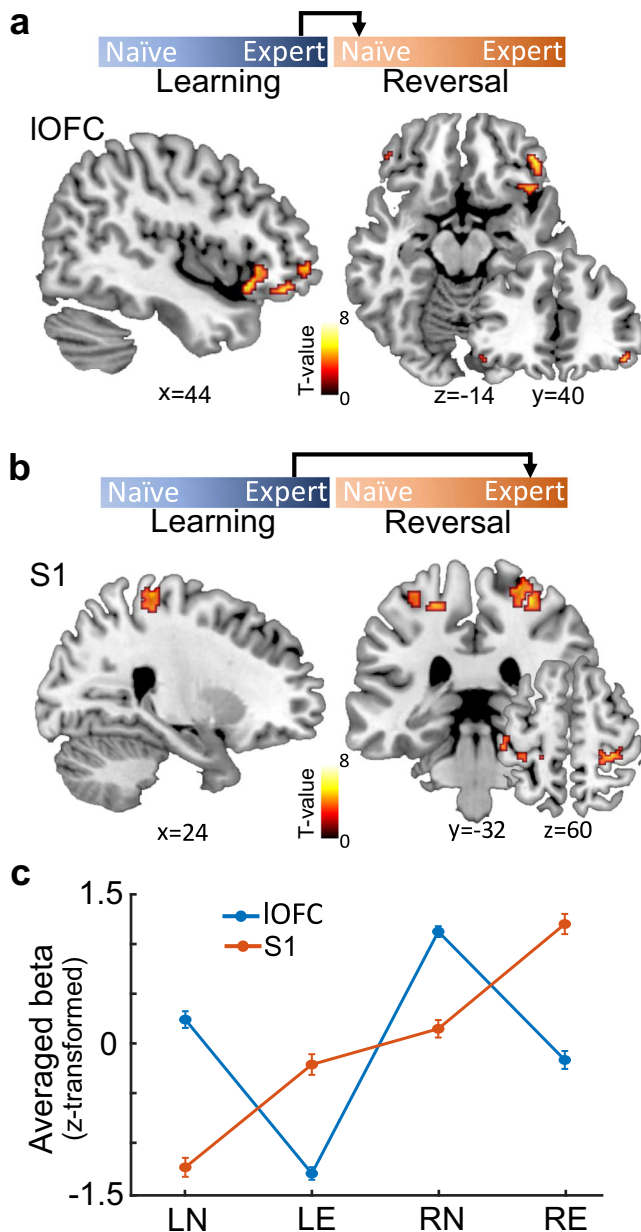 a
Naïve Expert Naïve Expert
Learning Reversal
lOFC
8
T-value
0
x=44 z=-14 y=40
b
Naïve Expert Naïve Expert
Learning Reversal
S1
8
T-value
0
x=24 y=-32 z=60
c
1.5
lOFC
S1
Averaged beta
(z-transformed)
0
-1.5
LN LE RN RE